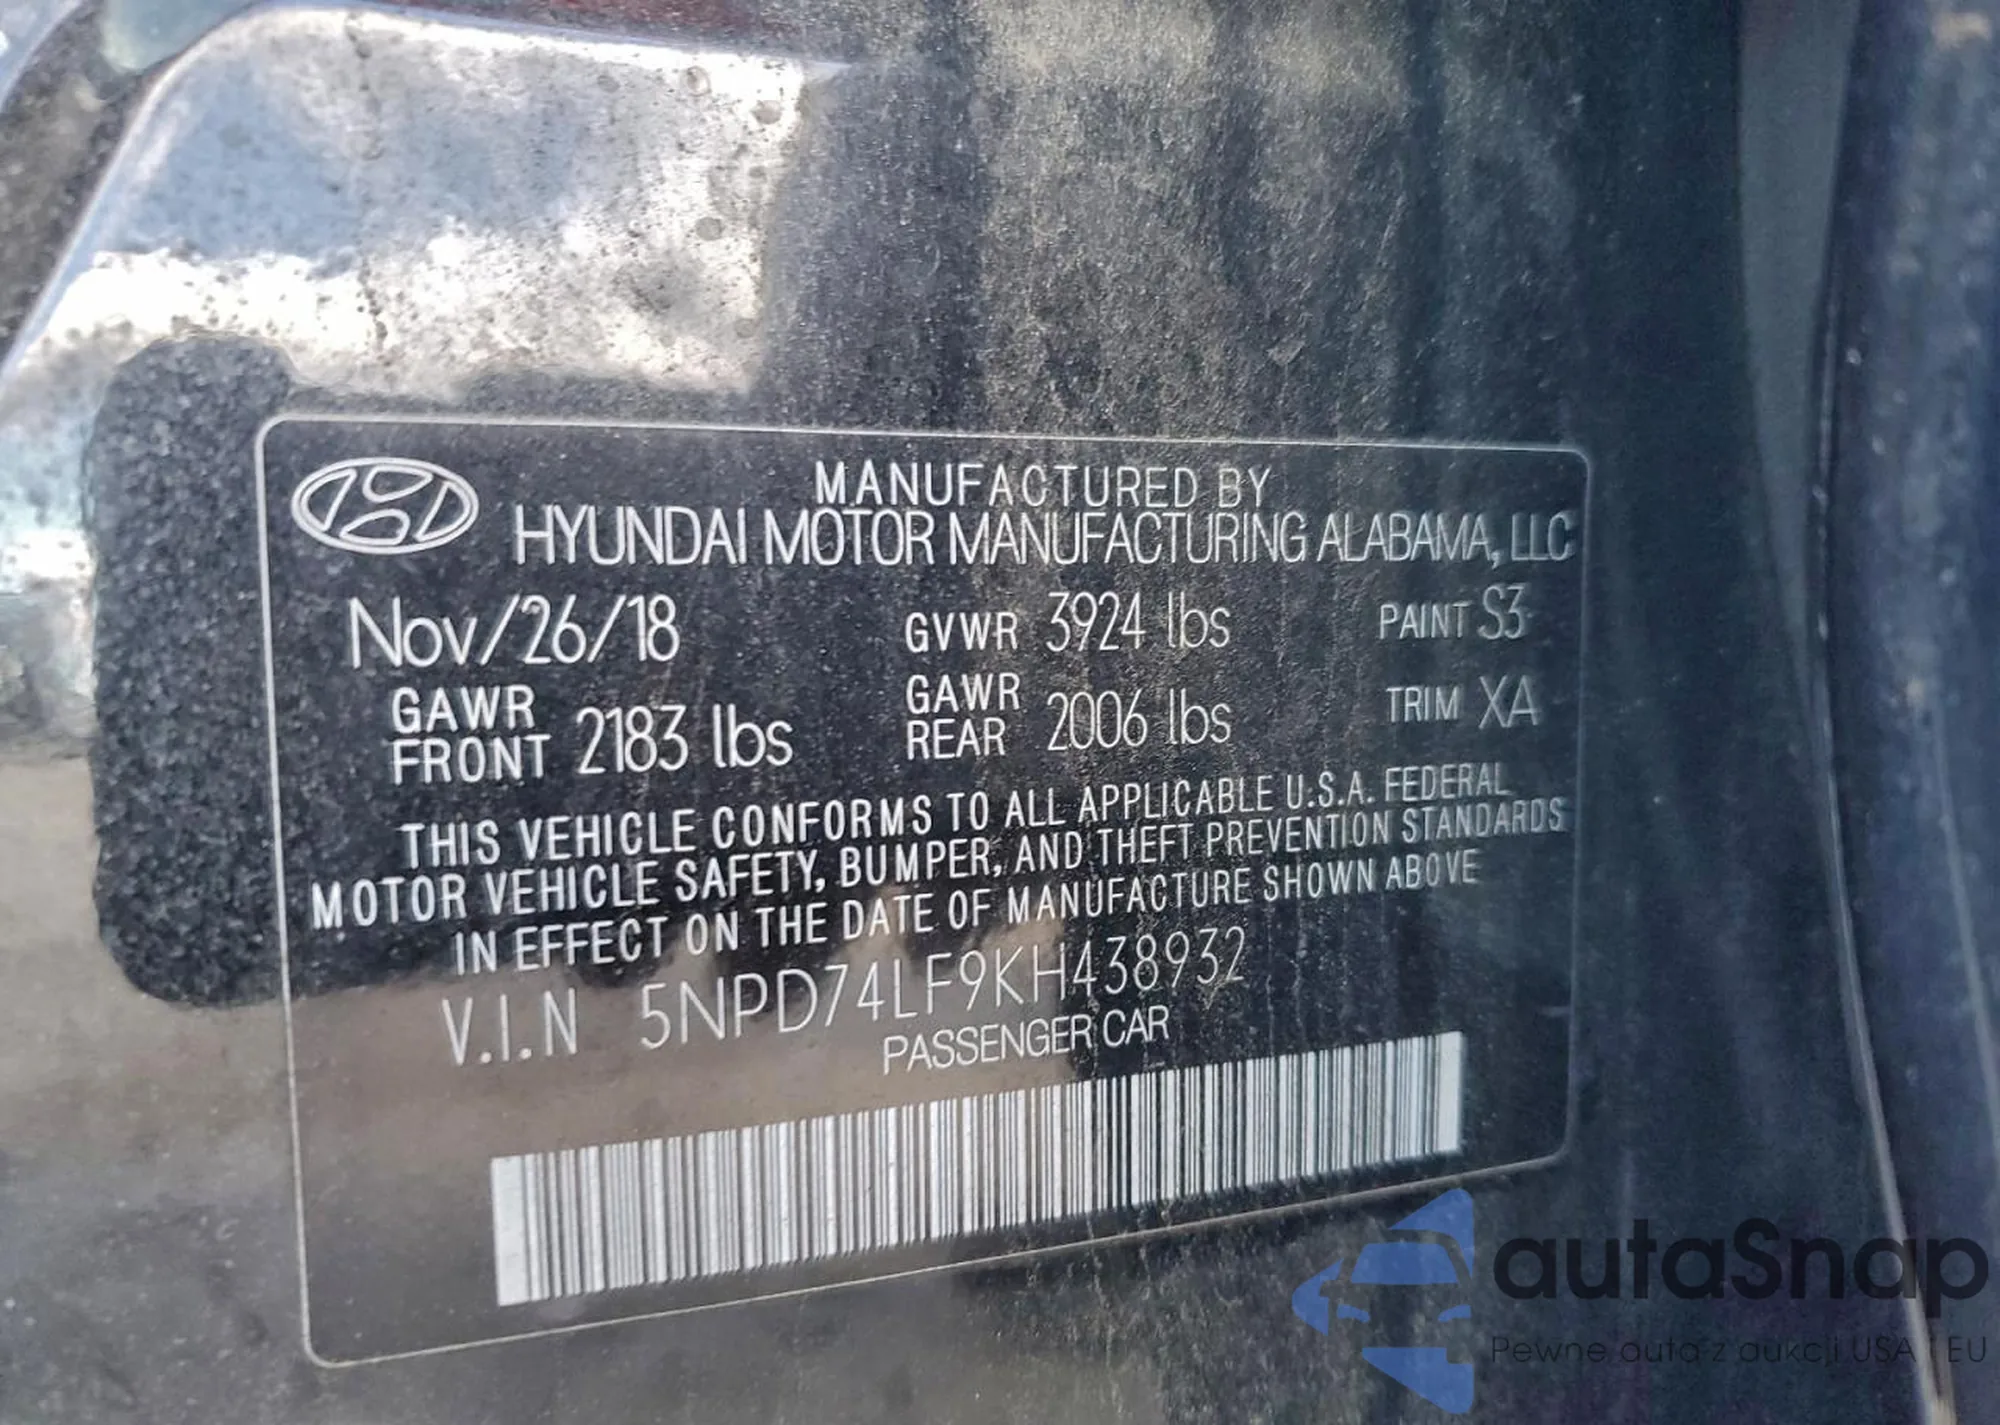 MANUFACTURED BY
HYUNDAI MOTOR MANUFACTURING ALABAMA, LLC
Nov/26/18 GVWR 3924 lbs PAINT S3
GAWR FRONT 2183 lbs GAWR REAR 2006 lbs TRIM XA
THIS VEHICLE CONFORMS TO ALL APPLICABLE U.S.A. FEDERAL
MOTOR VEHICLE SAFETY, BUMPER, AND THEFT PREVENTION STANDARDS
IN EFFECT ON THE DATE OF MANUFACTURE SHOWN ABOVE
V.I.N 5NPD74LF9KH438932
PASSENGER CAR
autaSnap
Pewne auta z aukcji USA i EU